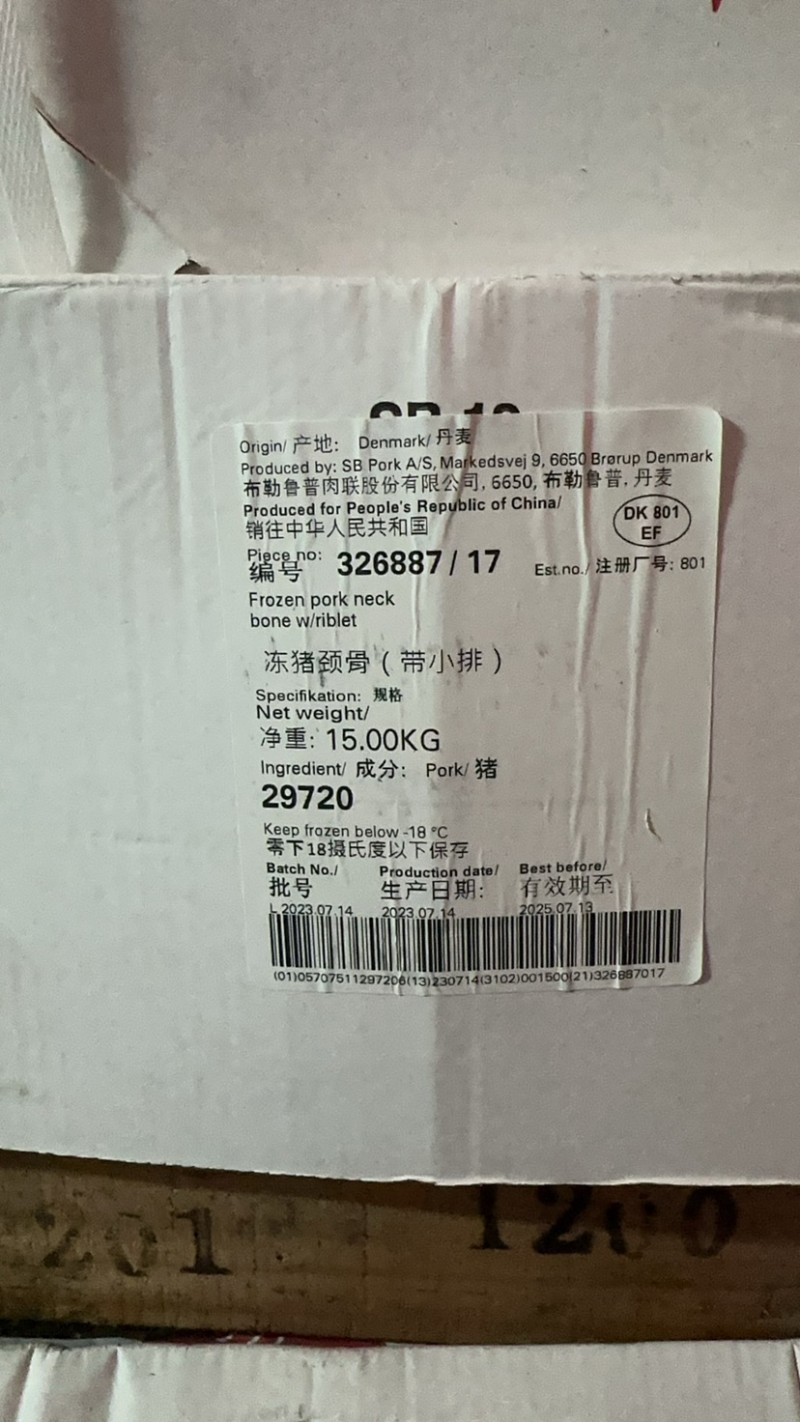 Origin/ 产地: Denmark/ 丹麦
Produced by: SB Pork A/S, Markedsvej 9, 6650 Brørup Denmark
布勒鲁普肉联股份有限公司, 6650, 布勒鲁普, 丹麦
Produced for People's Republic of China/
销往中华人民共和国
DK 801
EF
Piece no:
编号 326887 / 17 Est.no./ 注册厂号: 801
Frozen pork neck
bone w/riblet
冻猪颈骨 ( 带小排 )
Specifikation: 规格
Net weight/
净重: 15.00KG
Ingredient/ 成分: Pork/ 猪
29720
Keep frozen below -18 °C
零下18摄氏度以下保存
Batch No./ Production date/ Best before/
批号 生产日期: 有效期至
L 2023.07.14 2023.07.14 2025.07.13
(01)05707511297206(13)230714(3102)001500(21)326887017
201 1200